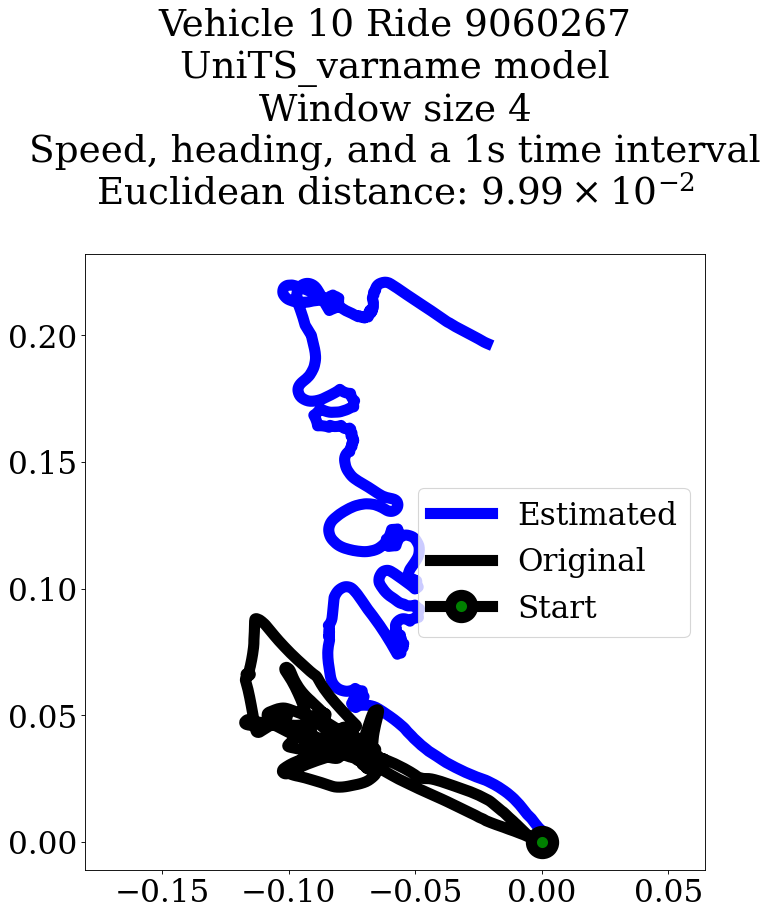 Vehicle 10 Ride 9060267
UniTS_varname model
Window size 4
Speed, heading, and a 1s time interval
Euclidean distance: 9.99 × 10⁻²
0.20
0.15
0.10
0.05
0.00
Estimated
Original
Start
−0.15 −0.10 −0.05 0.00 0.05